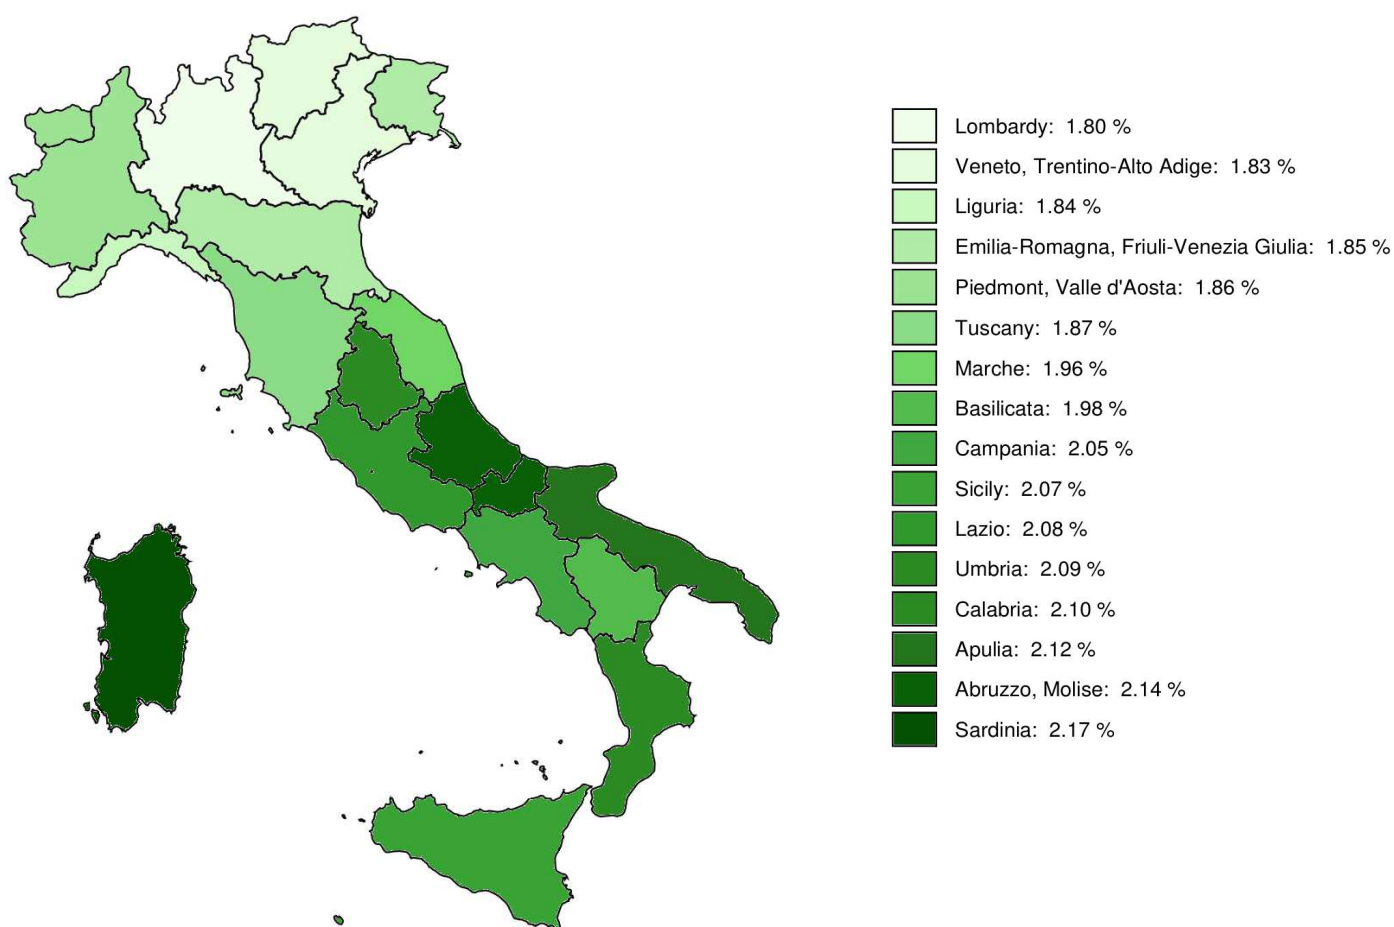 Lombardy: 1.80 %
Veneto, Trentino-Alto Adige: 1.83 %
Liguria: 1.84 %
Emilia-Romagna, Friuli-Venezia Giulia: 1.85 %
Piedmont, Valle d'Aosta: 1.86 %
Tuscany: 1.87 %
Marche: 1.96 %
Basilicata: 1.98 %
Campania: 2.05 %
Sicily: 2.07 %
Lazio: 2.08 %
Umbria: 2.09 %
Calabria: 2.10 %
Apulia: 2.12 %
Abruzzo, Molise: 2.14 %
Sardinia: 2.17 %